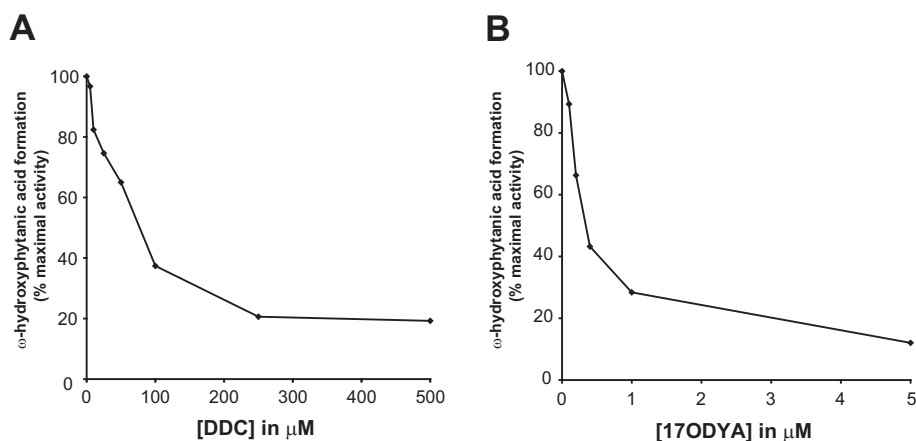 A
ω-hydroxyphytanic acid formation
(% maximal activity)
100
80
60
40
20
0
0 100 200 300 400 500
[DDC] in μM
B
ω-hydroxyphytanic acid formation
(% maximal activity)
100
80
60
40
20
0
0 1 2 3 4 5
[17ODYA] in μM